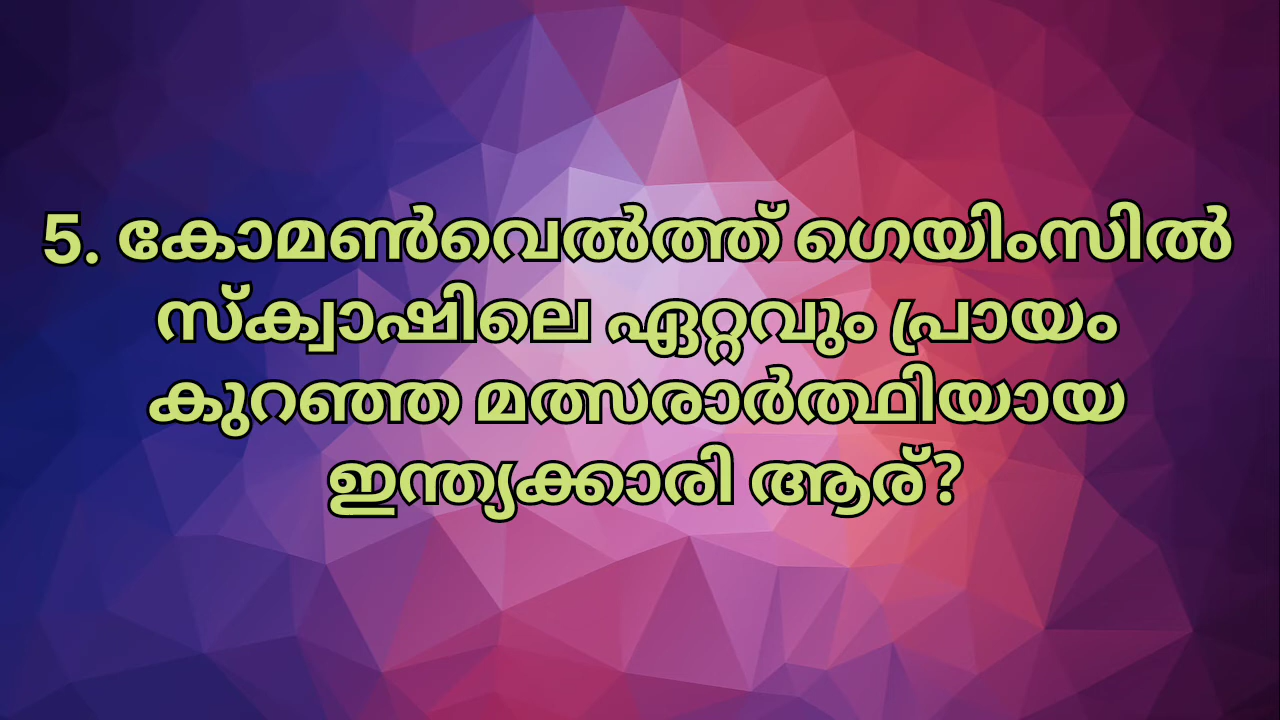 5. കോമൺവെൽത്ത് ഗെയിംസിൽ
സ്ക്വാഷിലെ ഏറ്റവും പ്രായം
കുറഞ്ഞ മത്സരാർത്ഥിയായ
ഇന്ത്യക്കാരി ആര്?